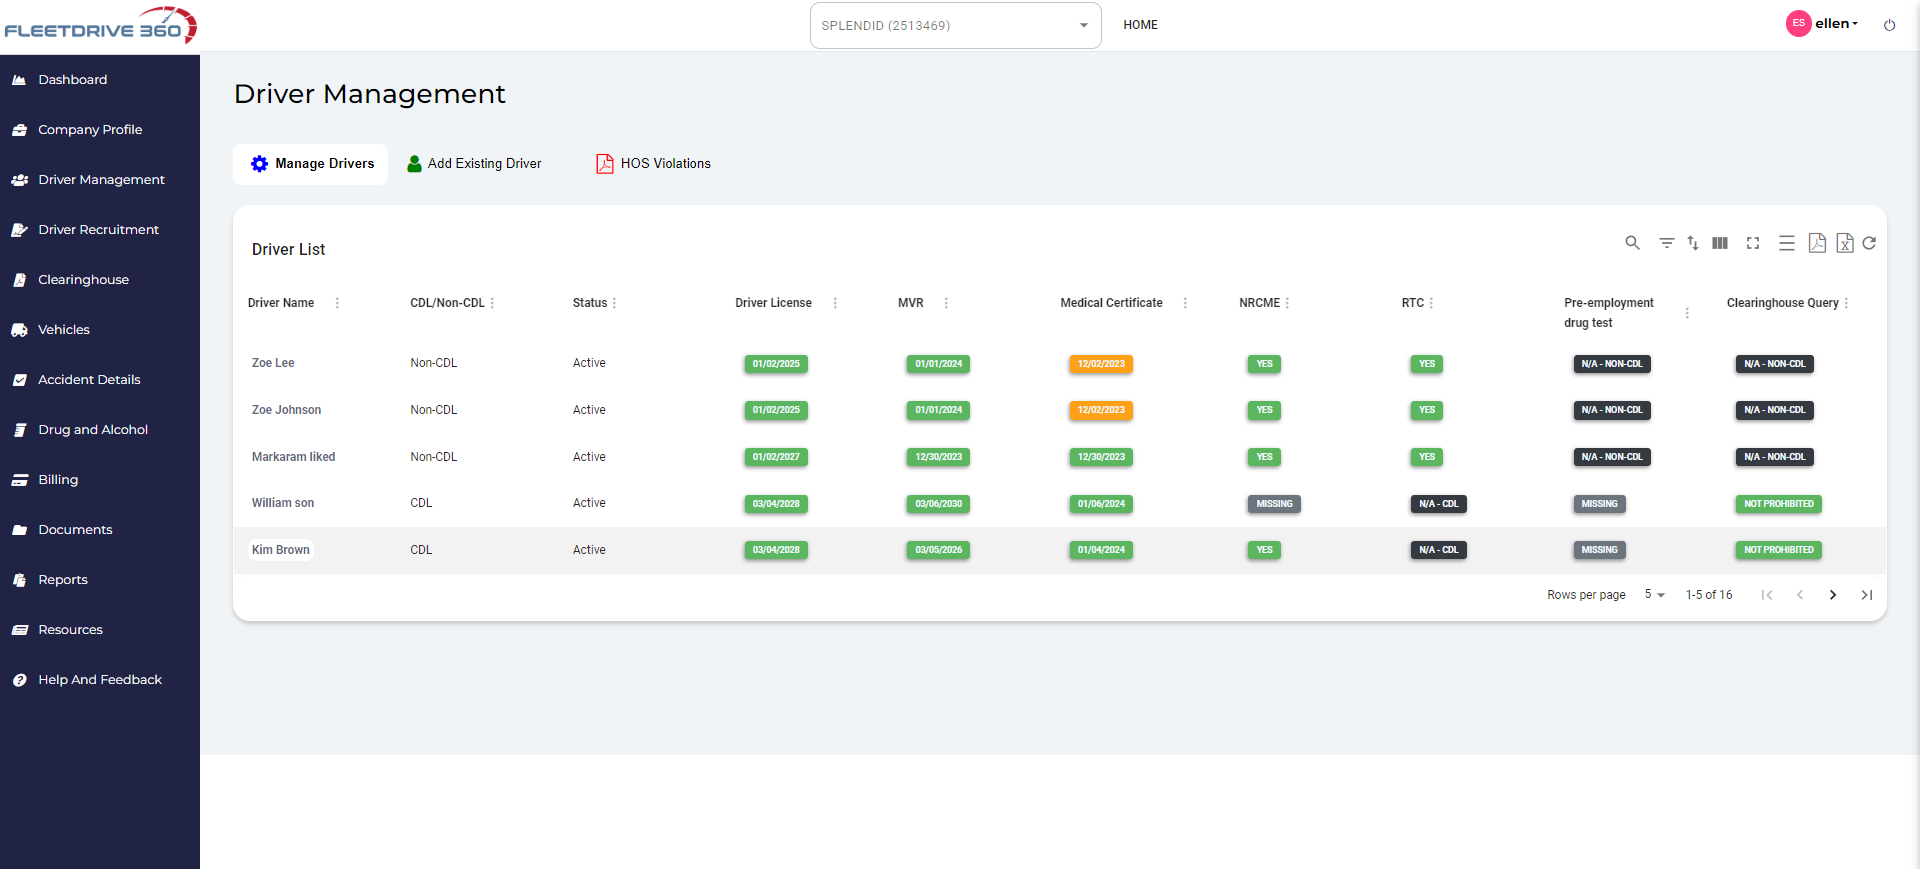 FLEETDRIVE 360
SPLENDID (2513469)
HOME
ES
ellen
Dashboard
Company Profile
Driver Management
Driver Recruitment
Clearinghouse
Vehicles
Accident Details
Drug and Alcohol
Billing
Documents
Reports
Resources
Help And Feedback
Driver Management
Manage Drivers Add Existing Driver HOS Violations
Driver List
Driver Name CDL/Non-CDL Status Driver License MVR Medical Certificate NRCME RTC Pre-employment drug test Clearinghouse Query
Zoe Lee Non-CDL Active 01/02/2025 01/01/2024 12/02/2023 YES YES N/A - NON-CDL N/A - NON-CDL
Zoe Johnson Non-CDL Active 01/02/2025 01/01/2024 12/02/2023 YES YES N/A - NON-CDL N/A - NON-CDL
Markaram liked Non-CDL Active 01/02/2027 12/30/2023 12/30/2023 YES YES N/A - NON-CDL N/A - NON-CDL
William son CDL Active 03/04/2028 03/06/2030 01/06/2024 MISSING N/A - CDL MISSING NOT PROHIBITED
Kim Brown CDL Active 03/04/2028 03/05/2026 01/04/2024 YES N/A - CDL MISSING NOT PROHIBITED
Rows per page 5 1-5 of 16